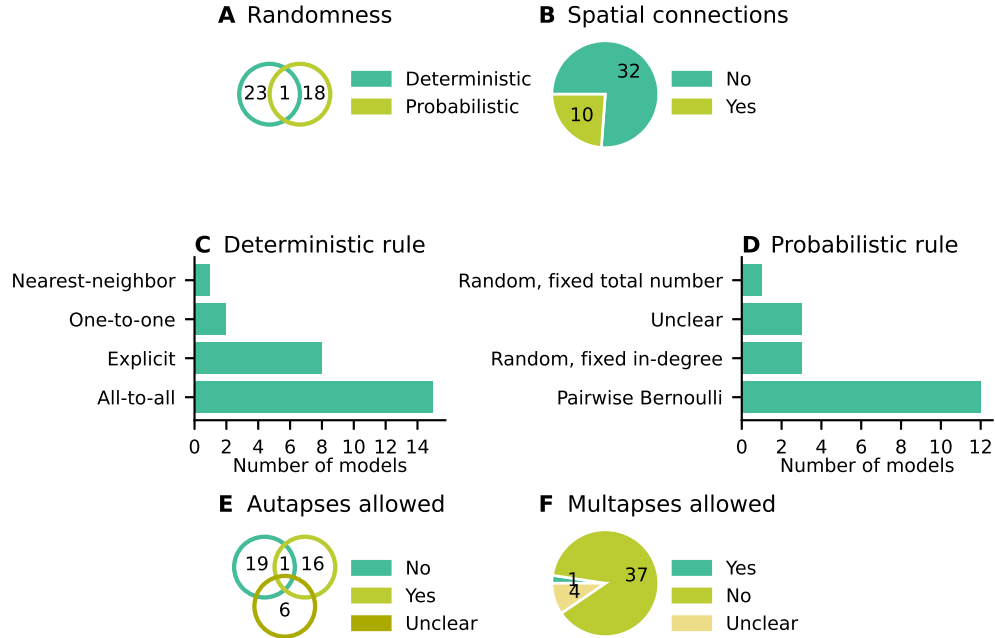 A Randomness
23 1 18
Deterministic
Probabilistic
B Spatial connections
32
10
No
Yes
C Deterministic rule
Nearest-neighbor
One-to-one
Explicit
All-to-all
0 2 4 6 8 10 12 14
Number of models
D Probabilistic rule
Random, fixed total number
Unclear
Random, fixed in-degree
Pairwise Bernoulli
0 2 4 6 8 10 12
Number of models
E Autapses allowed
19 1 16
6
No
Yes
Unclear
F Multapses allowed
1
37
4
Yes
No
Unclear